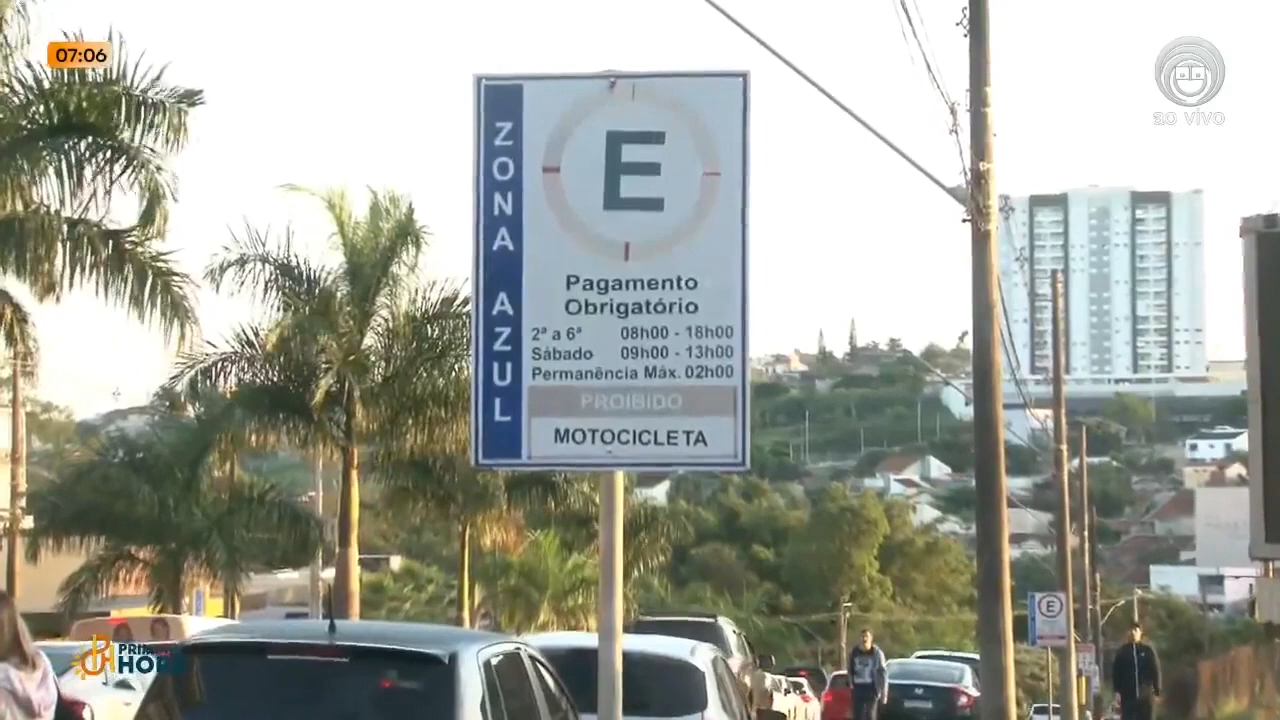 07:06
ao vivo
ZONA AZUL
E
Pagamento
Obrigatório
2ª a 6ª 08h00 - 18h00
Sábado 09h00 - 13h00
Permanência Máx. 02h00
PROIBIDO
MOTOCICLETA
E